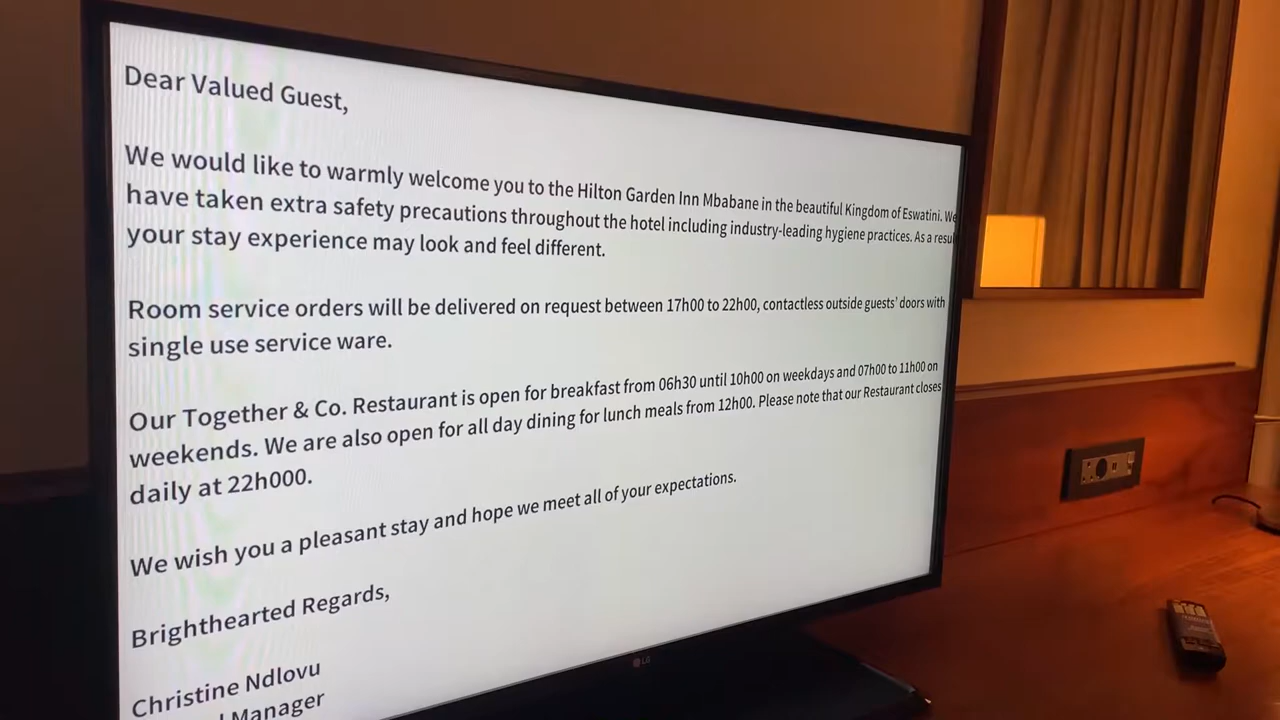 Dear Valued Guest,
We would like to warmly welcome you to the Hilton Garden Inn Mbabane in the beautiful Kingdom of Eswatini. We
have taken extra safety precautions throughout the hotel including industry-leading hygiene practices. As a resul
your stay experience may look and feel different.
Room service orders will be delivered on request between 17h00 to 22h00, contactless outside guests' doors with
single use service ware.
Our Together & Co. Restaurant is open for breakfast from 06h30 until 10h00 on weekdays and 07h00 to 11h00 on
weekends. We are also open for all day dining for lunch meals from 12h00. Please note that our Restaurant closes
daily at 22h000.
We wish you a pleasant stay and hope we meet all of your expectations.
Brighthearted Regards,
Christine Ndlovu
Manager
LG